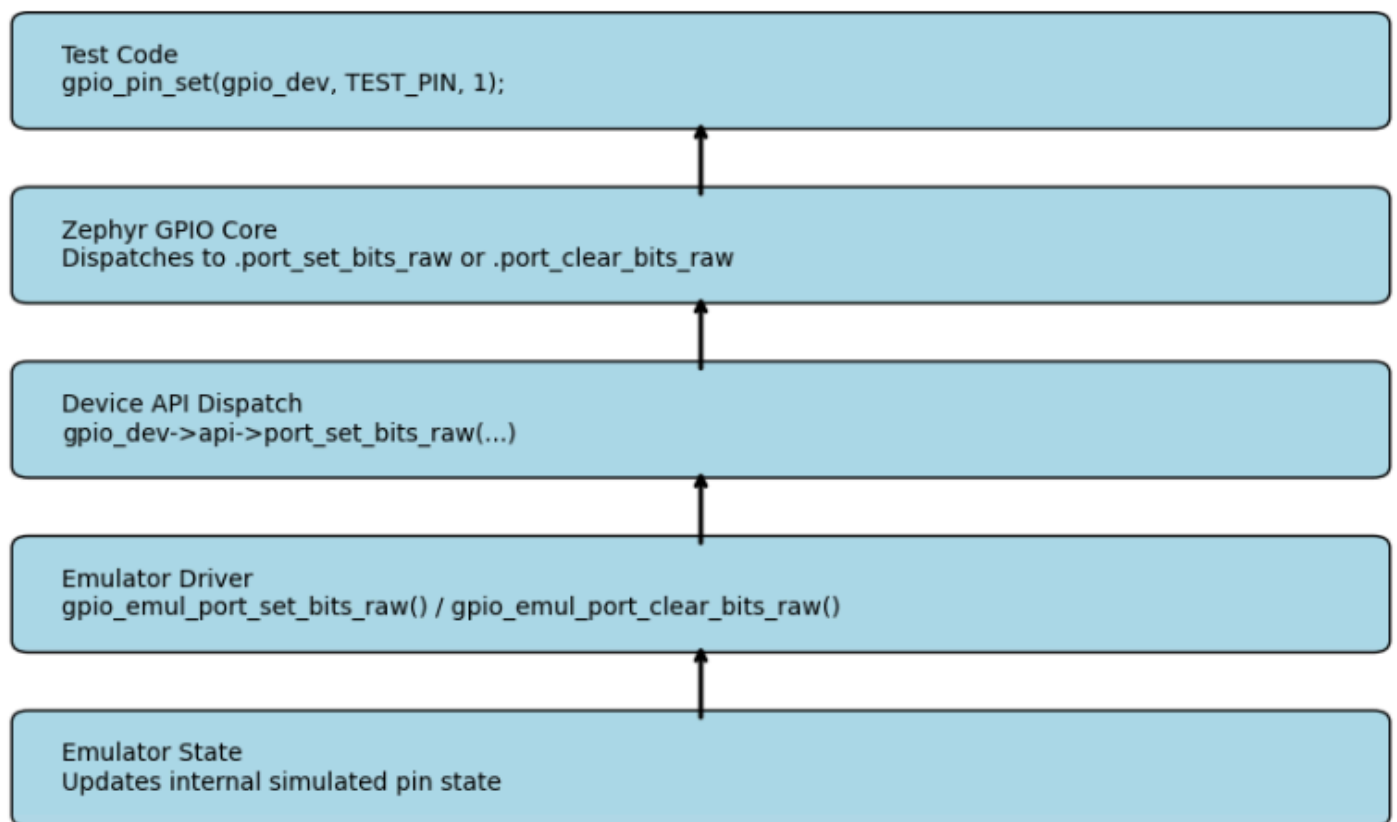 Test Code
gpio_pin_set(gpio_dev, TEST_PIN, 1);
Zephyr GPIO Core
Dispatches to .port_set_bits_raw or .port_clear_bits_raw
Device API Dispatch
gpio_dev->api->port_set_bits_raw(...)
Emulator Driver
gpio_emul_port_set_bits_raw() / gpio_emul_port_clear_bits_raw()
Emulator State
Updates internal simulated pin state